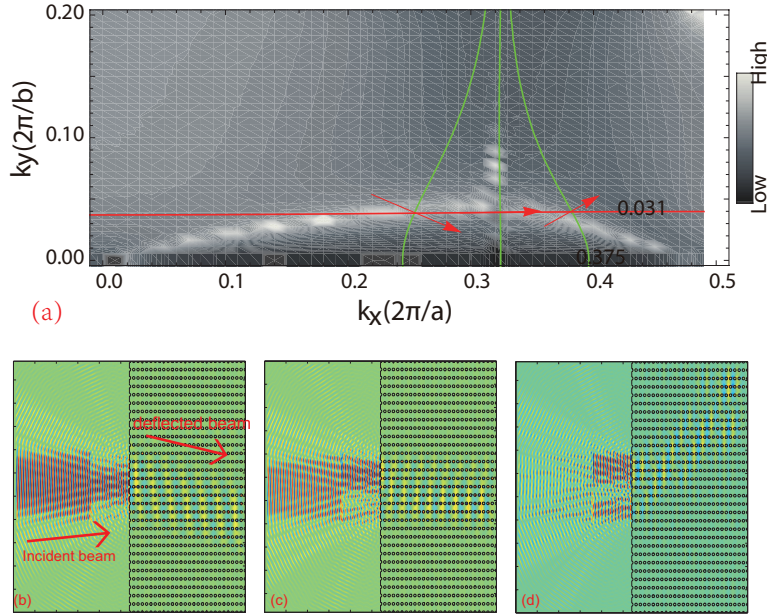 0.20
0.10
0.00
ky(2π/b)
0.0
0.1
0.2
0.3
0.4
0.5
kx(2π/a)
0.031
0.375
High
Low
(a)
deflected beam
Incident beam
(b)
(c)
(d)